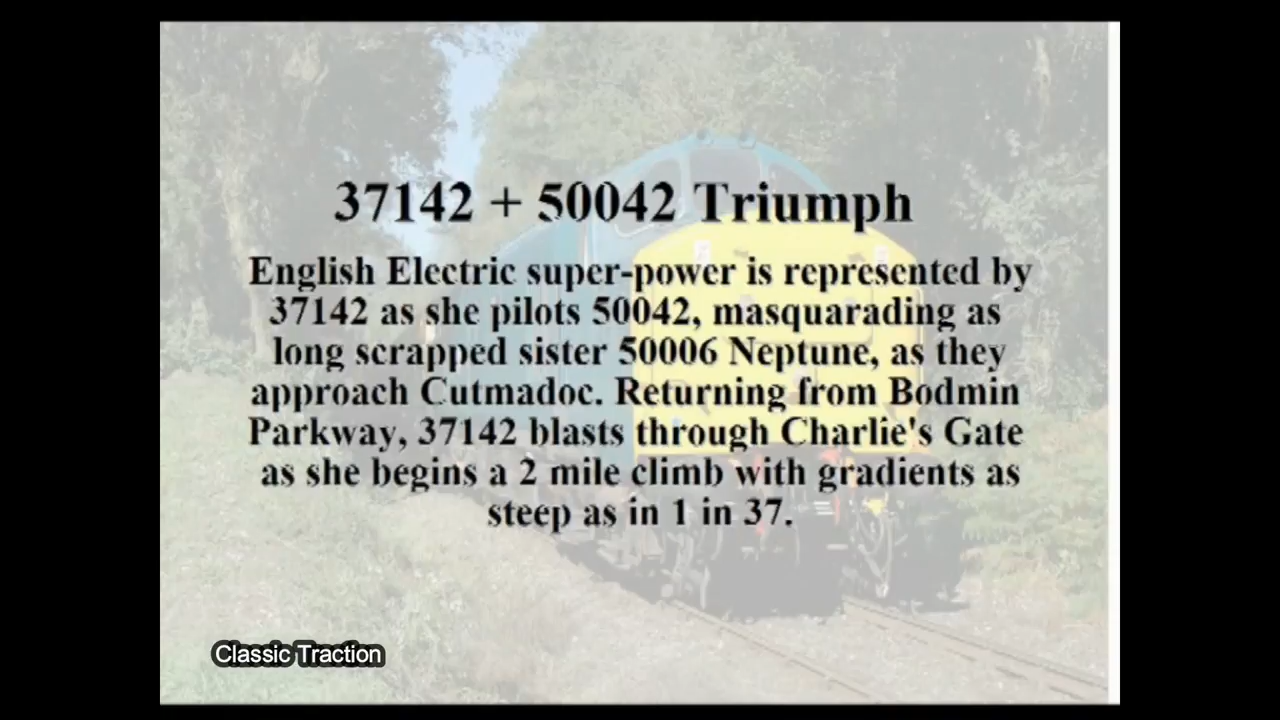 37142 + 50042 Triumph
English Electric super-power is represented by
37142 as she pilots 50042, masquarading as
long scrapped sister 50006 Neptune, as they
approach Cutmadoc. Returning from Bodmin
Parkway, 37142 blasts through Charlie's Gate
as she begins a 2 mile climb with gradients as
steep as in 1 in 37.
Classic Traction